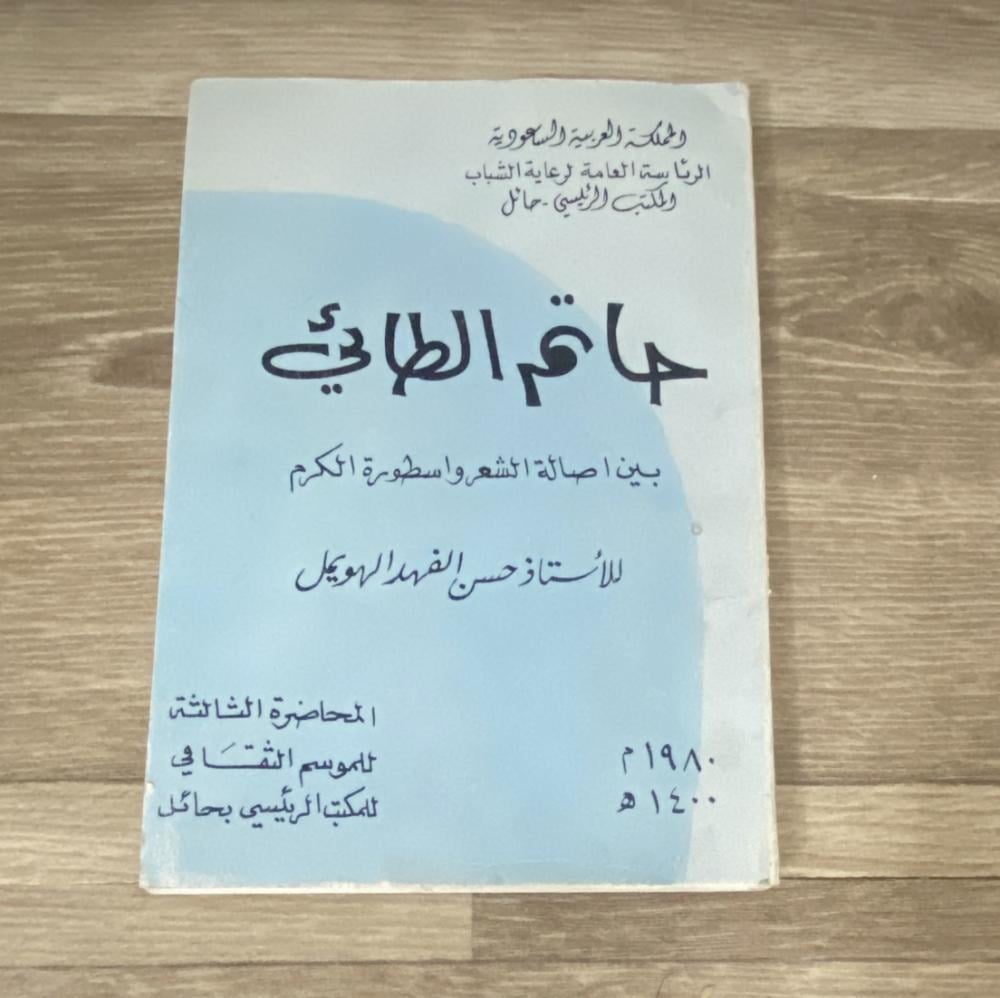 المملكة العربية السعودية
الرئاسة العامة لرعاية الشباب
المكتب الرئيسي - حائل
حاتم الطائي
بين اصالة الشعر واسطورة الكرم
للأستاذ حسن الفهد الهويمل
المحاضرة الثالثة
للموسم الثقافي
للمكتب الرئيسي بحائل
١٩٨٠م
١٤٠٠ھ